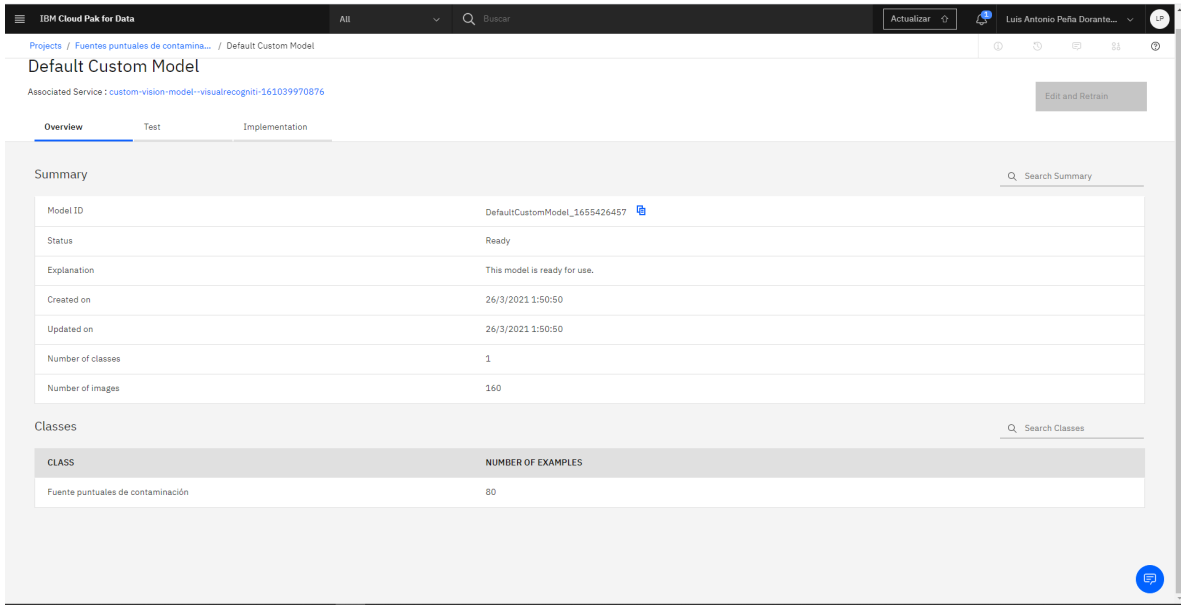 IBM Cloud Pak for Data All Buscar Actualizar 1 Luis Antonio Peña Dorante... LP
Projects / Fuentes puntuales de contamina... / Default Custom Model
Default Custom Model
Associated Service : custom-vision-model--visualrecogniti-161039970876
Edit and Retrain
Overview Test Implementation
Summary Search Summary
Model ID DefaultCustomModel_1655426457
Status Ready
Explanation This model is ready for use.
Created on 26/3/2021 1:50:50
Updated on 26/3/2021 1:50:50
Number of classes 1
Number of images 160
Classes Search Classes
CLASS NUMBER OF EXAMPLES
Fuente puntuales de contaminación 80